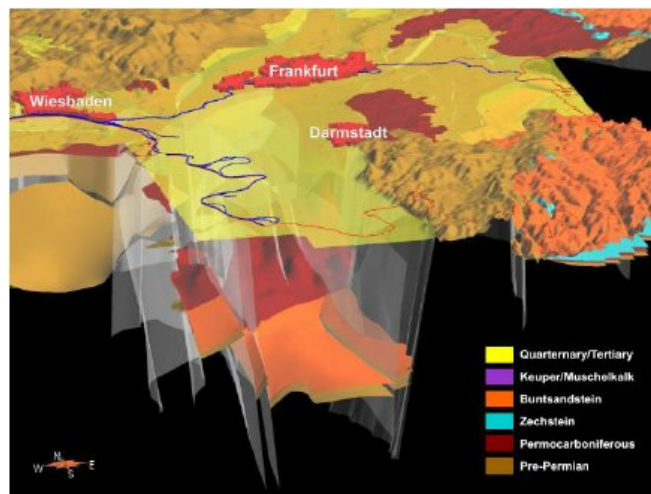 Frankfurt
Wiesbaden
Darmstadt
Quarternary/Tertiary
Keuper/Muschelkalk
Buntsandstein
Zechstein
Permocarboniferous
Pre-Permian
N
W E
S